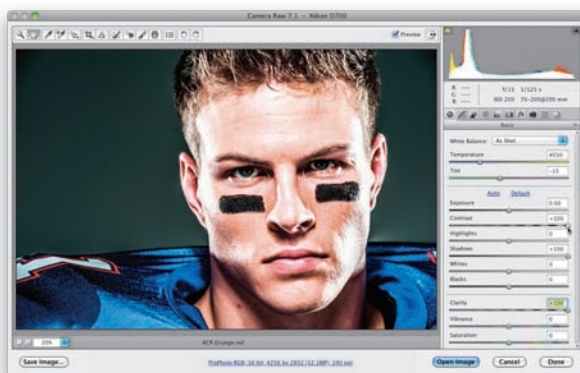 Camera Raw 7.1 – Nikon D700
Preview
R: ---
G: ---
B: ---
f/13 1/125 s
ISO 200 70-200@200 mm
Basic
White Balance: As Shot
Temperature 4550
Tint -15
Auto Default
Exposure 0.00
Contrast +100
Highlights 0
Shadows +100
Whites 0
Blacks 0
Clarity +100
Vibrance 0
Saturation 0
20% ACR Grunge.nef
Save Image... ProPhoto RGB; 16 bit; 4256 by 2832 (12.1MP); 240 ppi Open Image Cancel Done